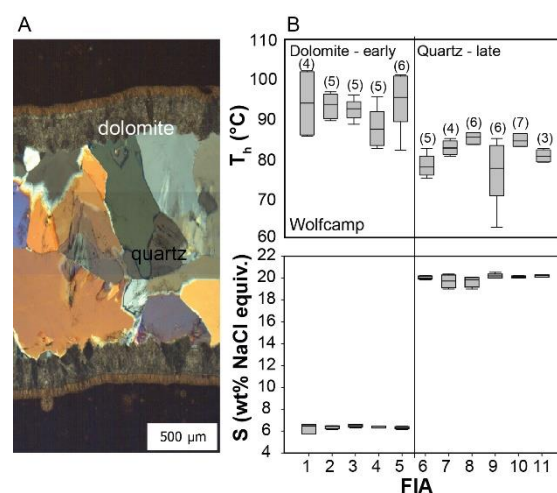 A
dolomite
quartz
500 µm
B
Dolomite - early
Quartz - late
(4)
(5)
(5)
(5)
(6)
(5)
(4)
(6)
(6)
(7)
(3)
Wolfcamp
Th (°C)
110
100
90
80
70
60
S (wt% NaCl equiv.)
22
20
18
16
14
12
10
8
6
4
1 2 3 4 5 6 7 8 9 10 11
FIA